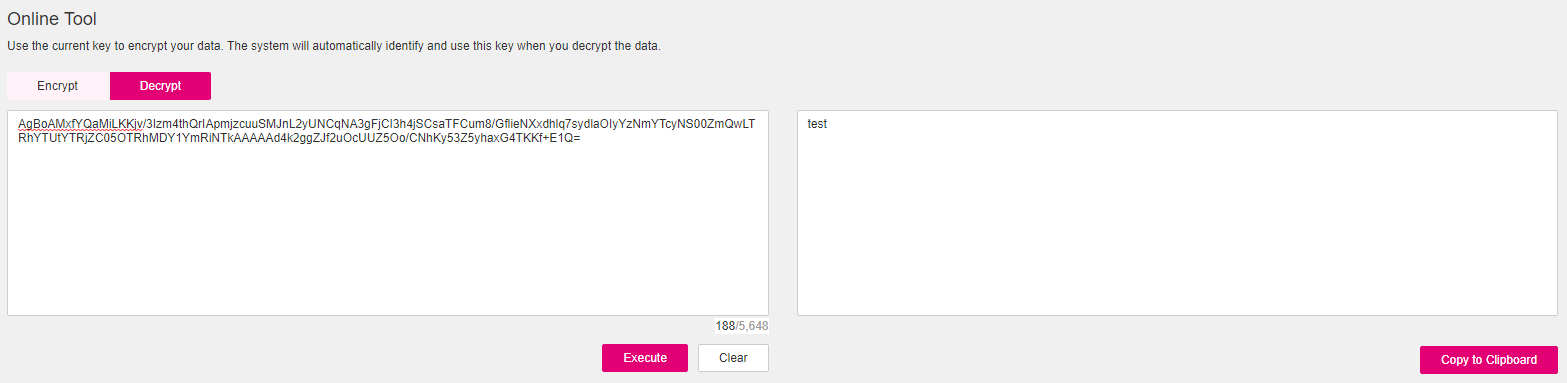 Online Tool
Use the current key to encrypt your data. The system will automatically identify and use this key when you decrypt the data.
Encrypt
Decrypt
AgBoAMxfYQaMiLKKjv/3Izm4thQrIApmjzcuuSMJnL2yUNCqNA3gFjCI3h4jSCsaTFCum8/GflieNXxdhlq7sydlaOIyYzNmYTcyNS00ZmQwLT
RhYTUtYTRjZC05OTRhMDY1YmRiNTkAAAAAd4k2ggZJf2uOcUUZ5Oo/CNhKy53Z5yhaxG4TKKf+E1Q=
test
188/5,648
Execute
Clear
Copy to Clipboard